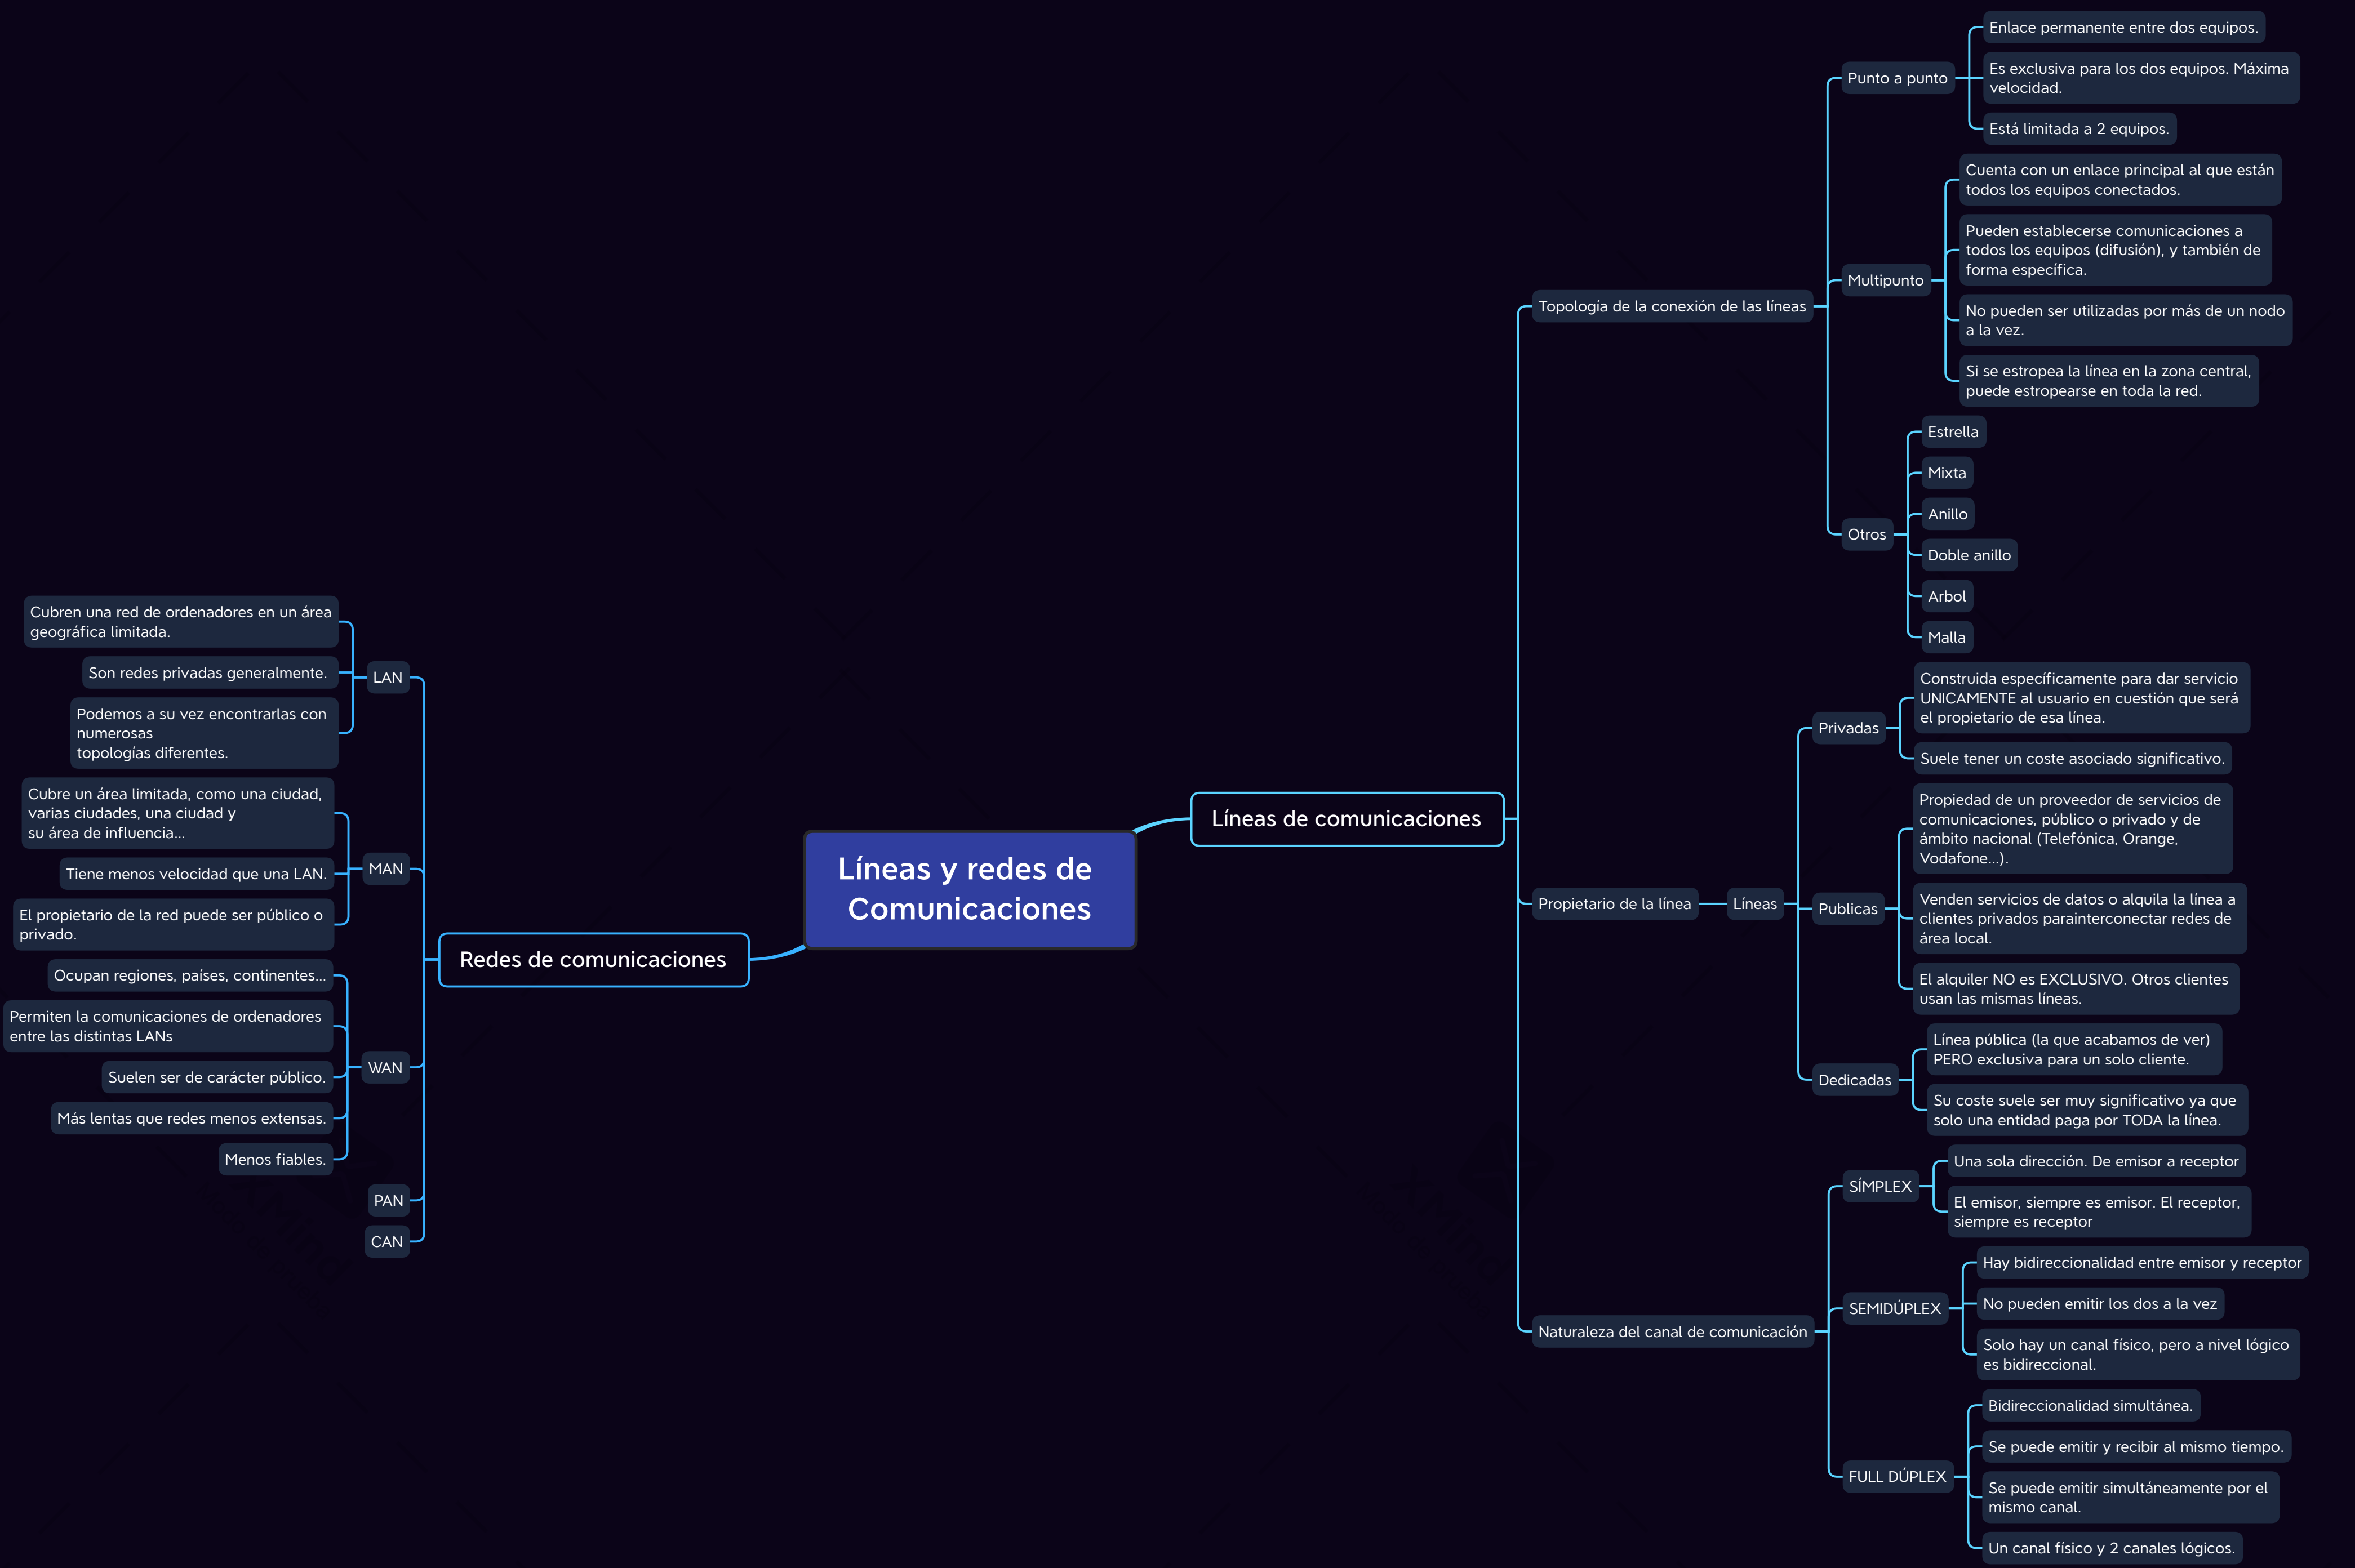 Líneas y redes de
Comunicaciones
Líneas de comunicaciones
Topología de la conexión de las líneas
Punto a punto
Enlace permanente entre dos equipos.
Es exclusiva para los dos equipos. Máxima
velocidad.
Está limitada a 2 equipos.
Multipunto
Cuenta con un enlace principal al que están
todos los equipos conectados.
Pueden establecerse comunicaciones a
todos los equipos (difusión), y también de
forma específica.
No pueden ser utilizadas por más de un nodo
a la vez.
Si se estropea la línea en la zona central,
puede estropearse en toda la red.
Otros
Estrella
Mixta
Anillo
Doble anillo
Arbol
Malla
Propietario de la línea
Líneas
Privadas
Construida específicamente para dar servicio
UNICAMENTE al usuario en cuestión que será
el propietario de esa línea.
Suele tener un coste asociado significativo.
Publicas
Propiedad de un proveedor de servicios de
comunicaciones, público o privado y de
ámbito nacional (Telefónica, Orange,
Vodafone...).
Venden servicios de datos o alquila la línea a
clientes privados parainterconectar redes de
área local.
El alquiler NO es EXCLUSIVO. Otros clientes
usan las mismas líneas.
Dedicadas
Línea pública (la que acabamos de ver)
PERO exclusiva para un solo cliente.
Su coste suele ser muy significativo ya que
solo una entidad paga por TODA la línea.
Naturaleza del canal de comunicación
SÍMPLEX
Una sola dirección. De emisor a receptor
El emisor, siempre es emisor. El receptor,
siempre es receptor
SEMIDÚPLEX
Hay bidireccionalidad entre emisor y receptor
No pueden emitir los dos a la vez
Solo hay un canal físico, pero a nivel lógico
es bidireccional.
FULL DÚPLEX
Bidireccionalidad simultánea.
Se puede emitir y recibir al mismo tiempo.
Se puede emitir simultáneamente por el
mismo canal.
Un canal físico y 2 canales lógicos.
Redes de comunicaciones
LAN
Cubren una red de ordenadores en un área
geográfica limitada.
Son redes privadas generalmente.
Podemos a su vez encontrarlas con
numerosas
topologías diferentes.
MAN
Cubre un área limitada, como una ciudad,
varias ciudades, una ciudad y
su área de influencia...
Tiene menos velocidad que una LAN.
El propietario de la red puede ser público o
privado.
WAN
Ocupan regiones, países, continentes...
Permiten la comunicaciones de ordenadores
entre las distintas LANs
Suelen ser de carácter público.
Más lentas que redes menos extensas.
Menos fiables.
PAN
CAN